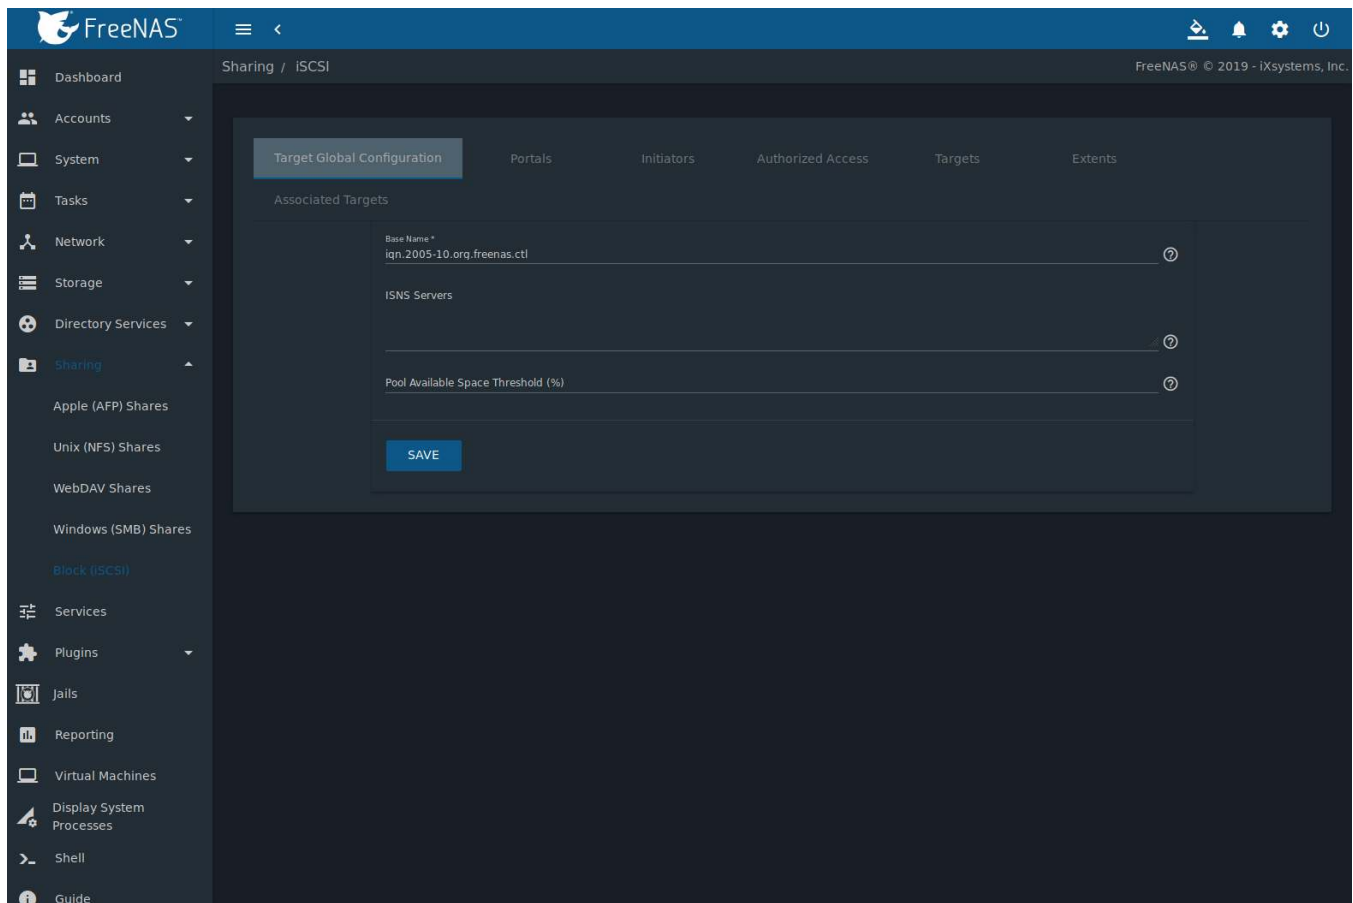 FreeNAS™
Sharing / iSCSI
FreeNAS® © 2019 - iXsystems, Inc.
Dashboard
Accounts
System
Tasks
Network
Storage
Directory Services
Sharing
Apple (AFP) Shares
Unix (NFS) Shares
WebDAV Shares
Windows (SMB) Shares
Block (iSCSI)
Services
Plugins
Jails
Reporting
Virtual Machines
Display System
Processes
Shell
Guide
Target Global Configuration
Portals
Initiators
Authorized Access
Targets
Extents
Associated Targets
Base Name *
iqn.2005-10.org.freenas.ctl
ISNS Servers
Pool Available Space Threshold (%)
SAVE